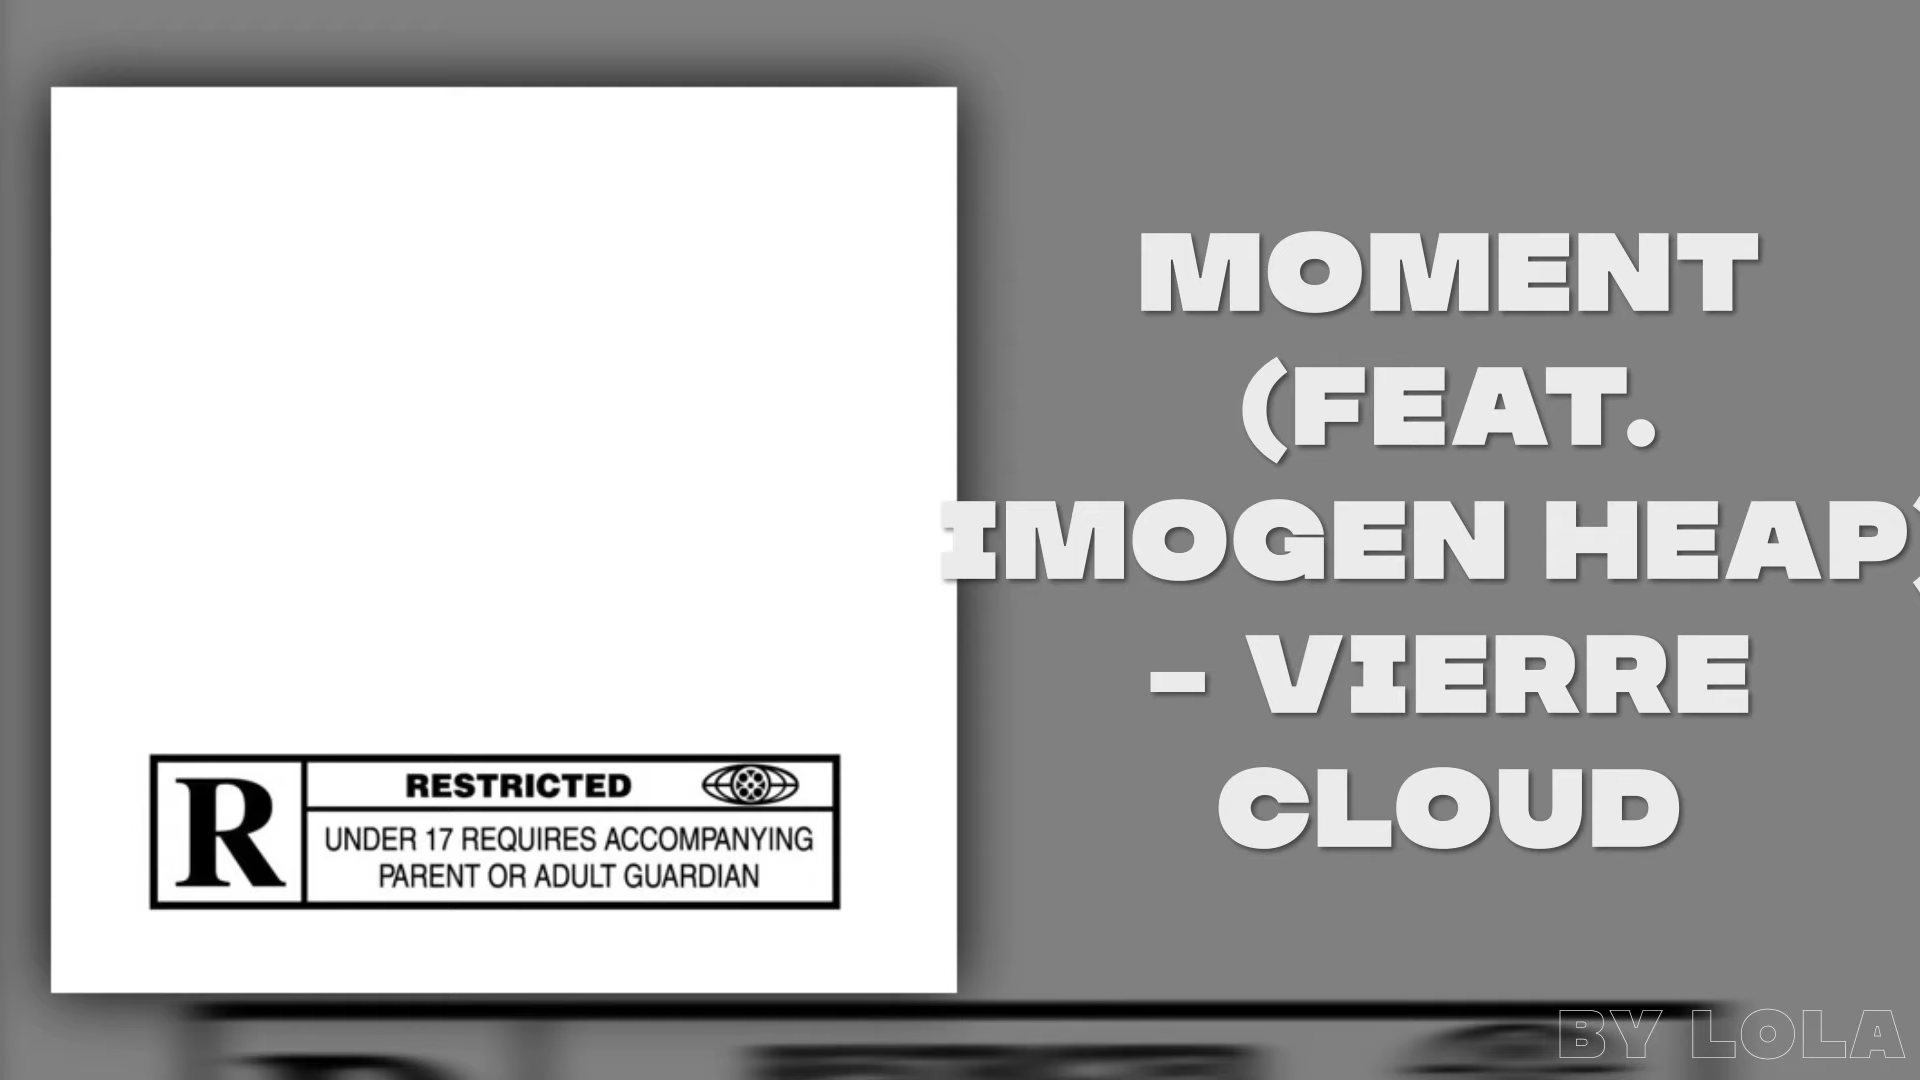 R
RESTRICTED
UNDER 17 REQUIRES ACCOMPANYING
PARENT OR ADULT GUARDIAN
MOMENT
(FEAT.
IMOGEN HEAP)
- VIERRE
CLOUD
BY LOLA